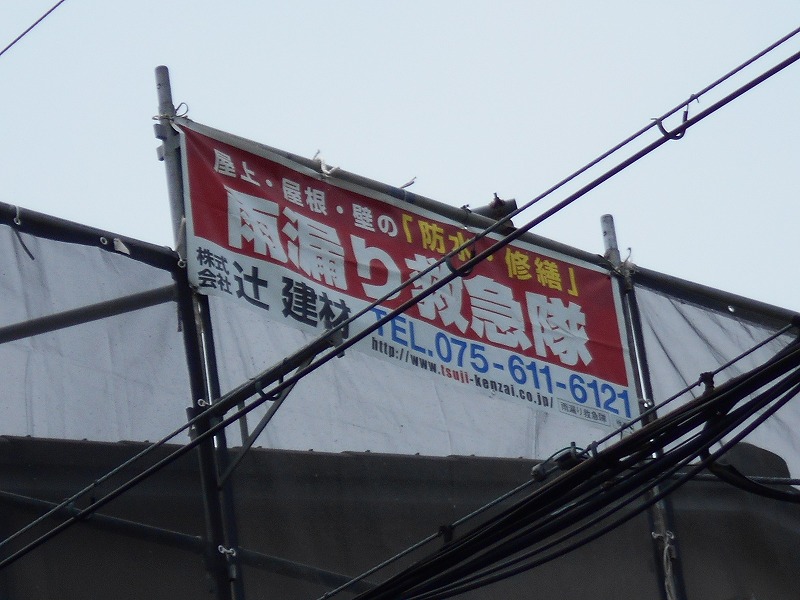 屋上・屋根・壁の「防水・修繕」
雨漏り救急隊
株式会社 辻 建材
TEL.075-611-6121
http://www.tsuji-kenzai.co.jp/ 雨漏り救急隊